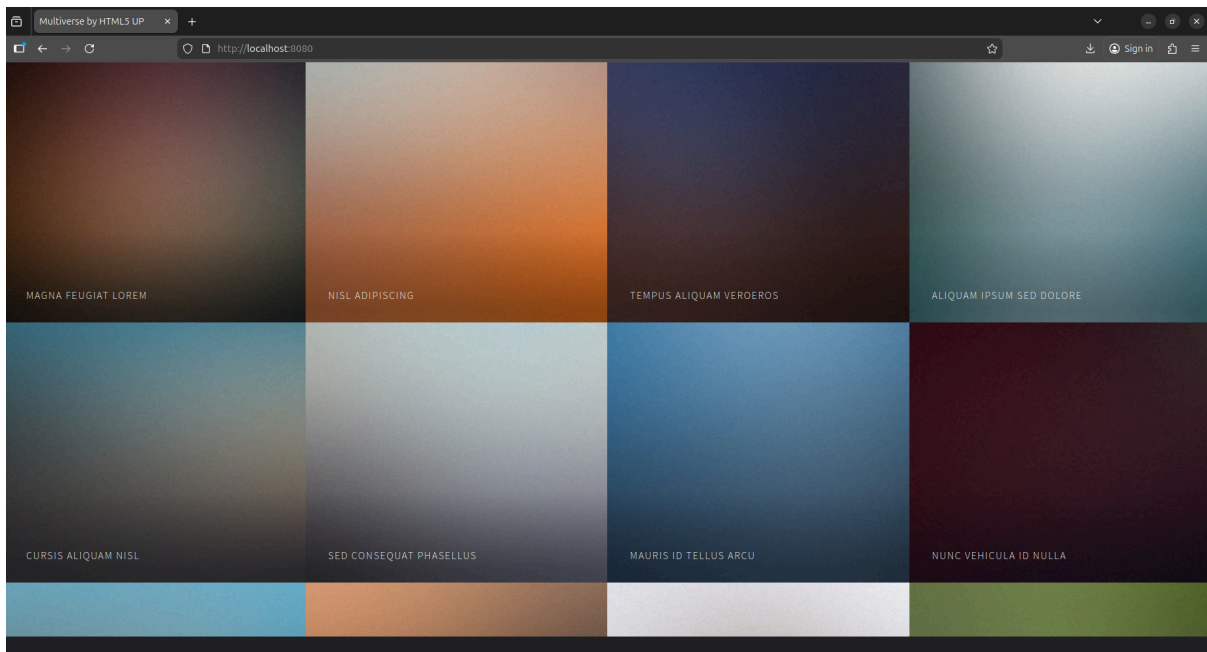 Multiverse by HTML5 UP
http://localhost:8080
Sign in
MAGNA FEUGIAT LOREM
NISL ADIPISCING
TEMPUS ALIQUAM VEROEROS
ALIQUAM IPSUM SED DOLORE
CURSIS ALIQUAM NISL
SED CONSEQUAT PHASELLUS
MAURIS ID TELLUS ARCU
NUNC VEHICULA ID NULLA